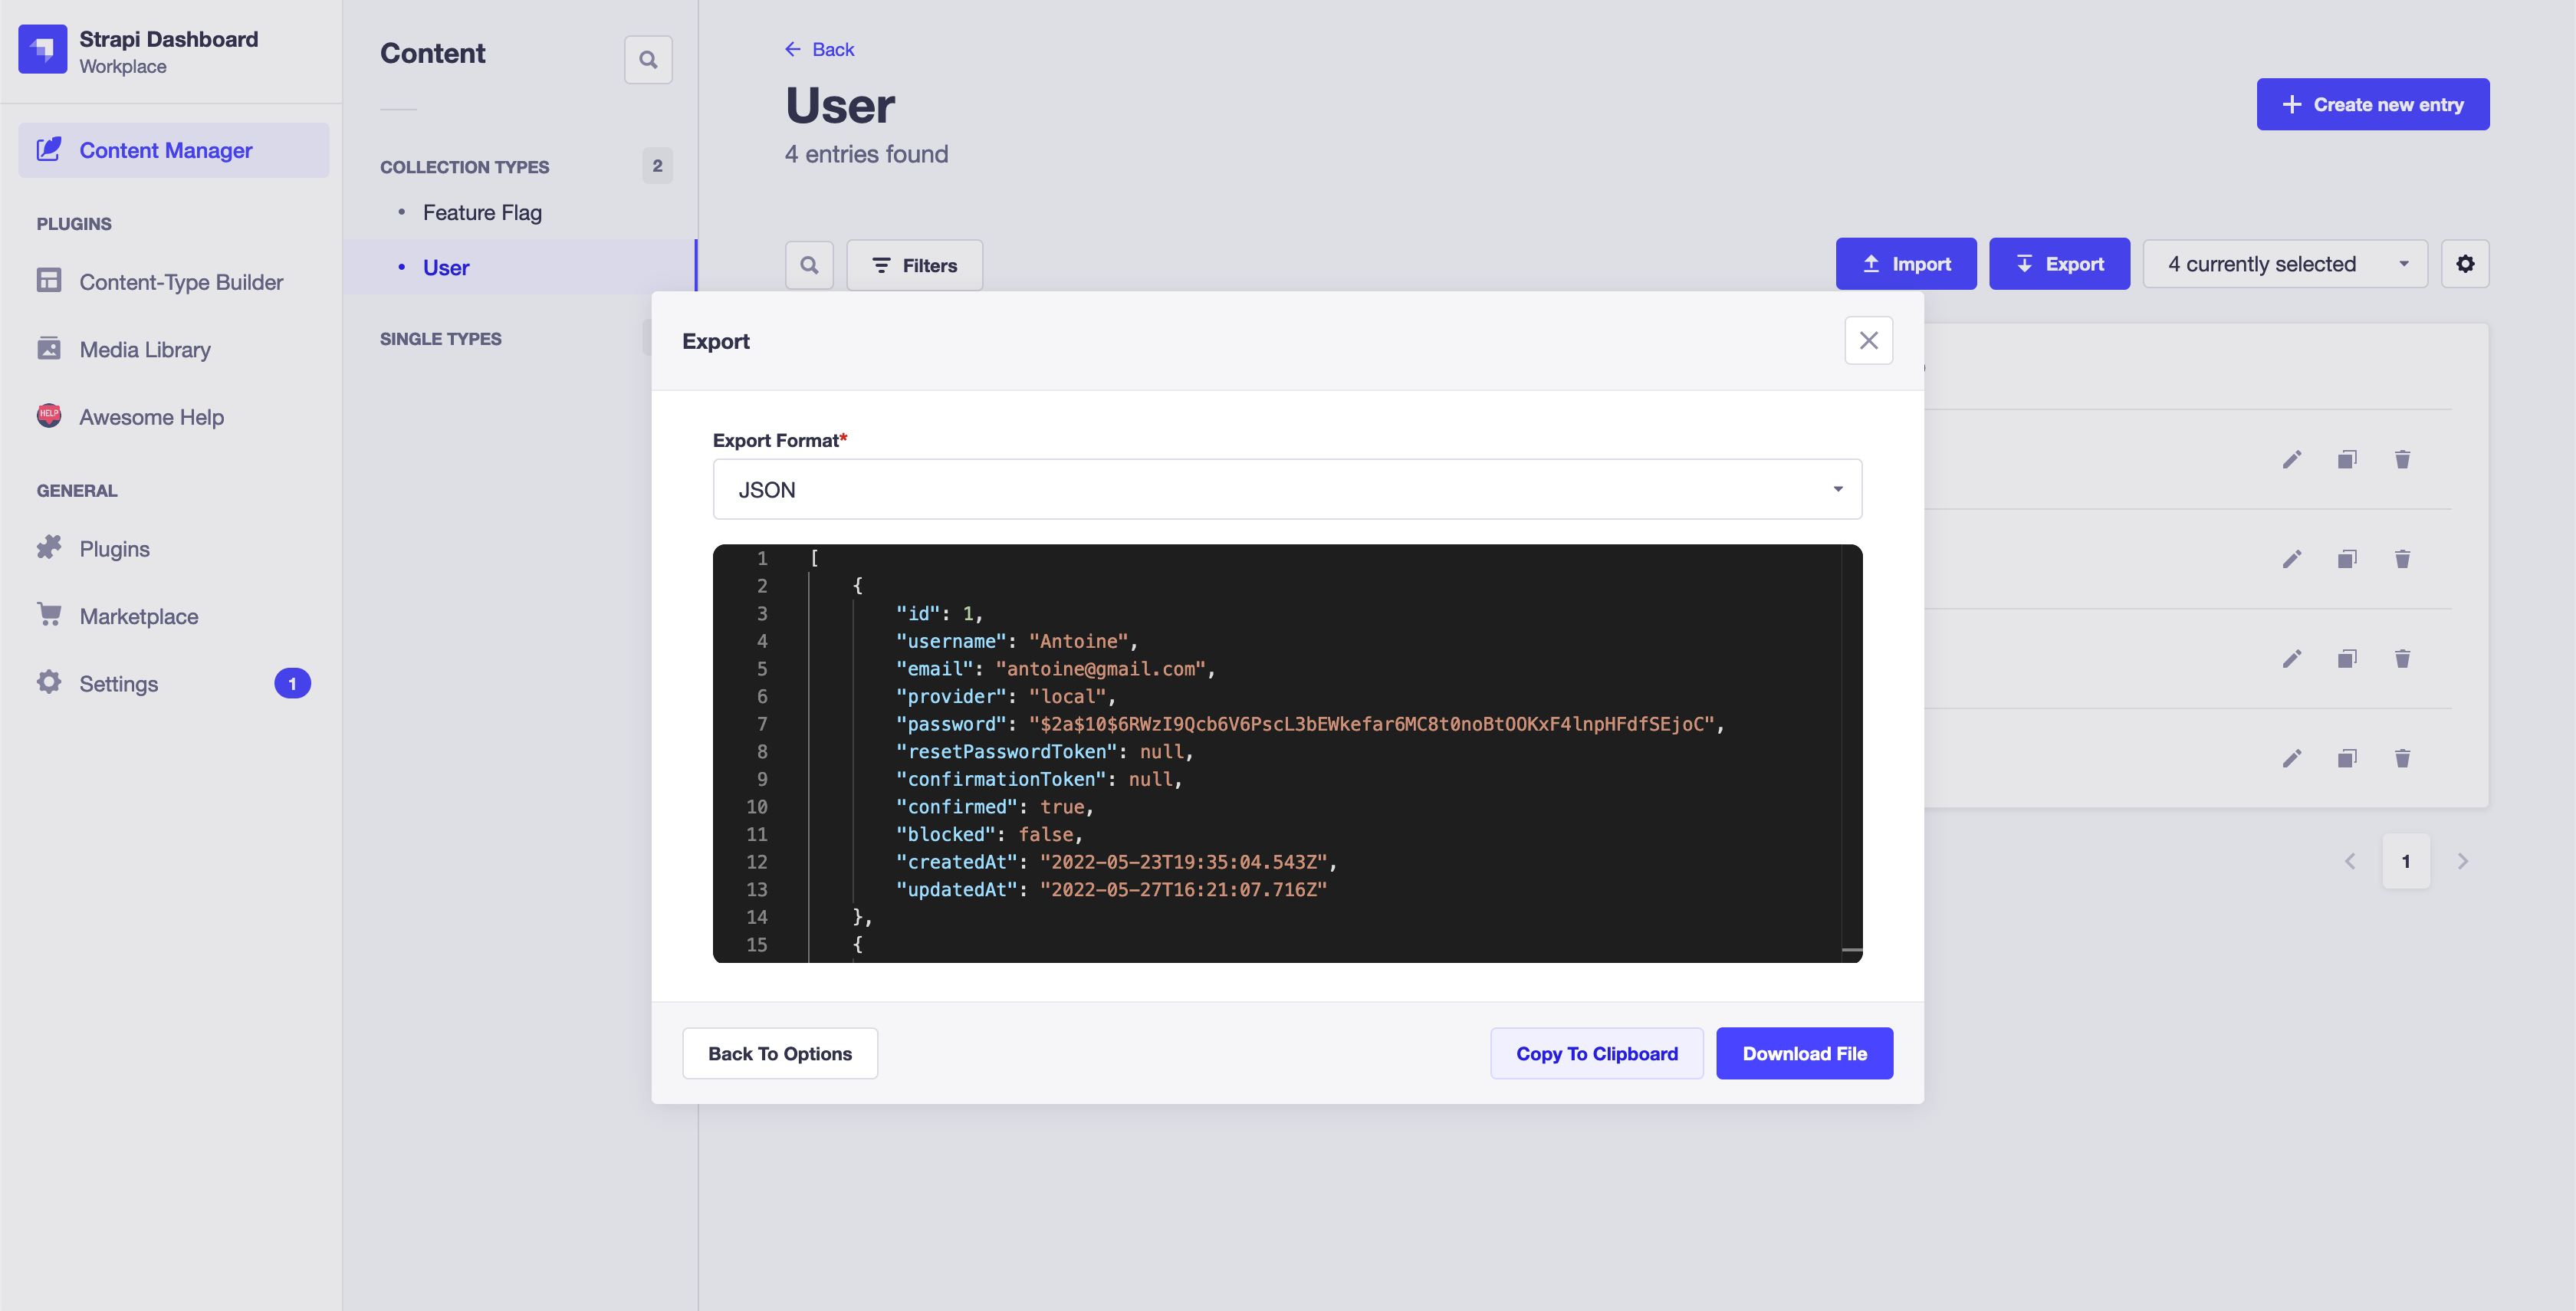 Strapi Dashboard
Workplace
Content Manager
PLUGINS
Content-Type Builder
Media Library
HELP
Awesome Help
GENERAL
Plugins
Marketplace
Settings
1
Content
COLLECTION TYPES
2
Feature Flag
User
SINGLE TYPES
Back
User
4 entries found
Create new entry
Filters
Import
Export
4 currently selected
Export
Export Format*
JSON
1 [
2 {
3 "id": 1,
4 "username": "Antoine",
5 "email": "antoine@gmail.com",
6 "provider": "local",
7 "password": "$2a$10$6RWzI9Qcb6V6PscL3bEWkefar6MC8t0noBtOOKxF4lnpHFdfSEjoC",
8 "resetPasswordToken": null,
9 "confirmationToken": null,
10 "confirmed": true,
11 "blocked": false,
12 "createdAt": "2022-05-23T19:35:04.543Z",
13 "updatedAt": "2022-05-27T16:21:07.716Z"
14 },
15 {
Back To Options
Copy To Clipboard
Download File
1